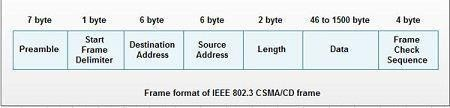 7 byte 1 byte 6 byte 6 byte 2 byte 46 to 1500 byte 4 byte
Preamble
Start
Frame
Delimiter
Destination
Address
Source
Address
Length
Data
Frame
Check
Sequence
Frame format of IEEE 802.3 CSMA/CD frame